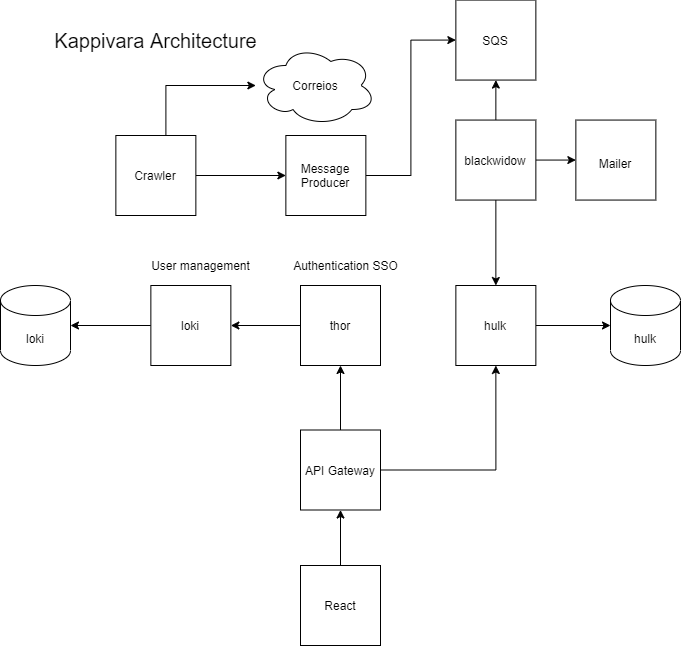 Kappivara Architecture
SQS
Correios
Crawler
Message
Producer
blackwidow
Mailer
User management
Authentication SSO
loki
loki
thor
hulk
hulk
API Gateway
React